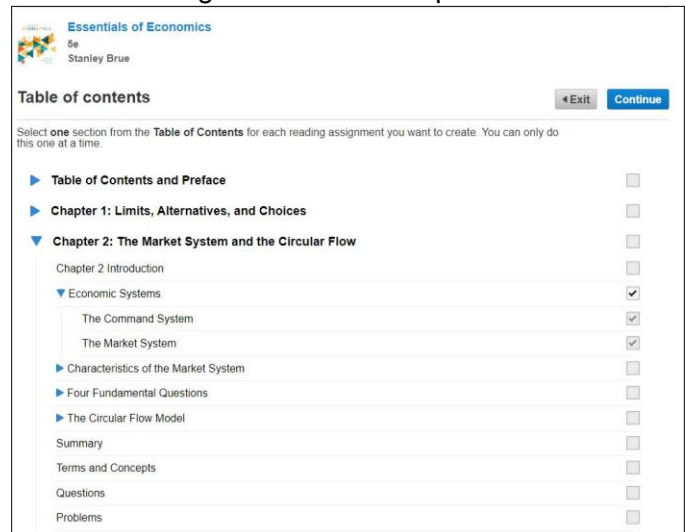 Essentials of Economics
5e
Stanley Brue
Table of contents
Exit
Continue
Select one section from the Table of Contents for each reading assignment you want to create. You can only do
this one at a time.
Table of Contents and Preface
Chapter 1: Limits, Alternatives, and Choices
Chapter 2: The Market System and the Circular Flow
Chapter 2 Introduction
Economic Systems
The Command System
The Market System
Characteristics of the Market System
Four Fundamental Questions
The Circular Flow Model
Summary
Terms and Concepts
Questions
Problems